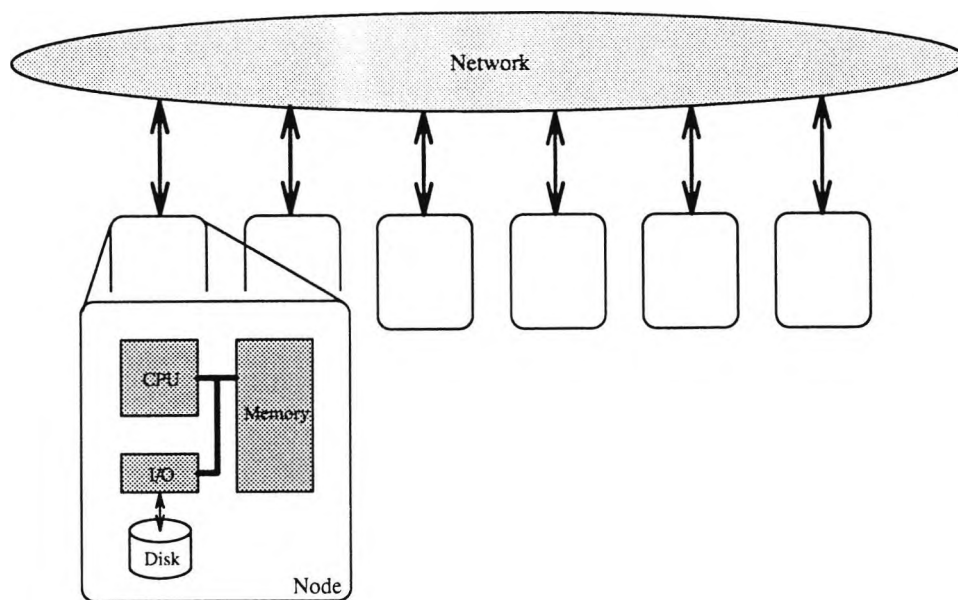 Network
CPU
Memory
I/O
Disk
Node